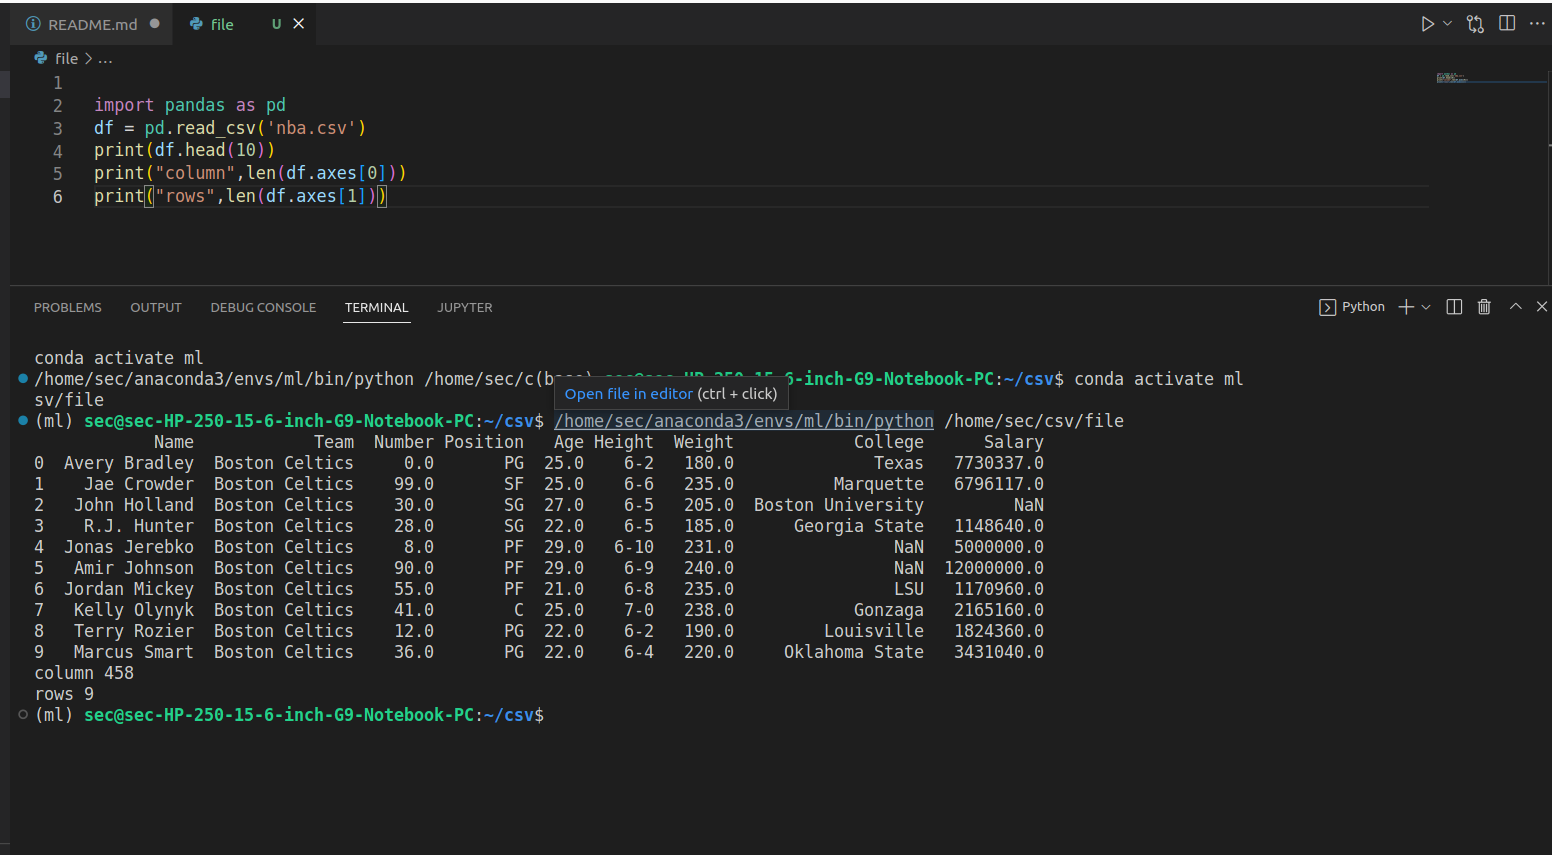 README.md
file U
file > ...
1
2 import pandas as pd
3 df = pd.read_csv('nba.csv')
4 print(df.head(10))
5 print("column",len(df.axes[0]))
6 print("rows",len(df.axes[1]))
PROBLEMS OUTPUT DEBUG CONSOLE TERMINAL JUPYTER
Python
conda activate ml
/home/sec/anaconda3/envs/ml/bin/python /home/sec/c(base) 6-inch-G9-Notebook-PC:~/csv$ conda activate ml
Open file in editor (ctrl + click)
sv/file
(ml) sec@sec-HP-250-15-6-inch-G9-Notebook-PC:~/csv$ /home/sec/anaconda3/envs/ml/bin/python /home/sec/csv/file
Name Team Number Position Age Height Weight College Salary
0 Avery Bradley Boston Celtics 0.0 PG 25.0 6-2 180.0 Texas 7730337.0
1 Jae Crowder Boston Celtics 99.0 SF 25.0 6-6 235.0 Marquette 6796117.0
2 John Holland Boston Celtics 30.0 SG 27.0 6-5 205.0 Boston University NaN
3 R.J. Hunter Boston Celtics 28.0 SG 22.0 6-5 185.0 Georgia State 1148640.0
4 Jonas Jerebko Boston Celtics 8.0 PF 29.0 6-10 231.0 NaN 5000000.0
5 Amir Johnson Boston Celtics 90.0 PF 29.0 6-9 240.0 NaN 12000000.0
6 Jordan Mickey Boston Celtics 55.0 PF 21.0 6-8 235.0 LSU 1170960.0
7 Kelly Olynyk Boston Celtics 41.0 C 25.0 7-0 238.0 Gonzaga 2165160.0
8 Terry Rozier Boston Celtics 12.0 PG 22.0 6-2 190.0 Louisville 1824360.0
9 Marcus Smart Boston Celtics 36.0 PG 22.0 6-4 220.0 Oklahoma State 3431040.0
column 458
rows 9
(ml) sec@sec-HP-250-15-6-inch-G9-Notebook-PC:~/csv$